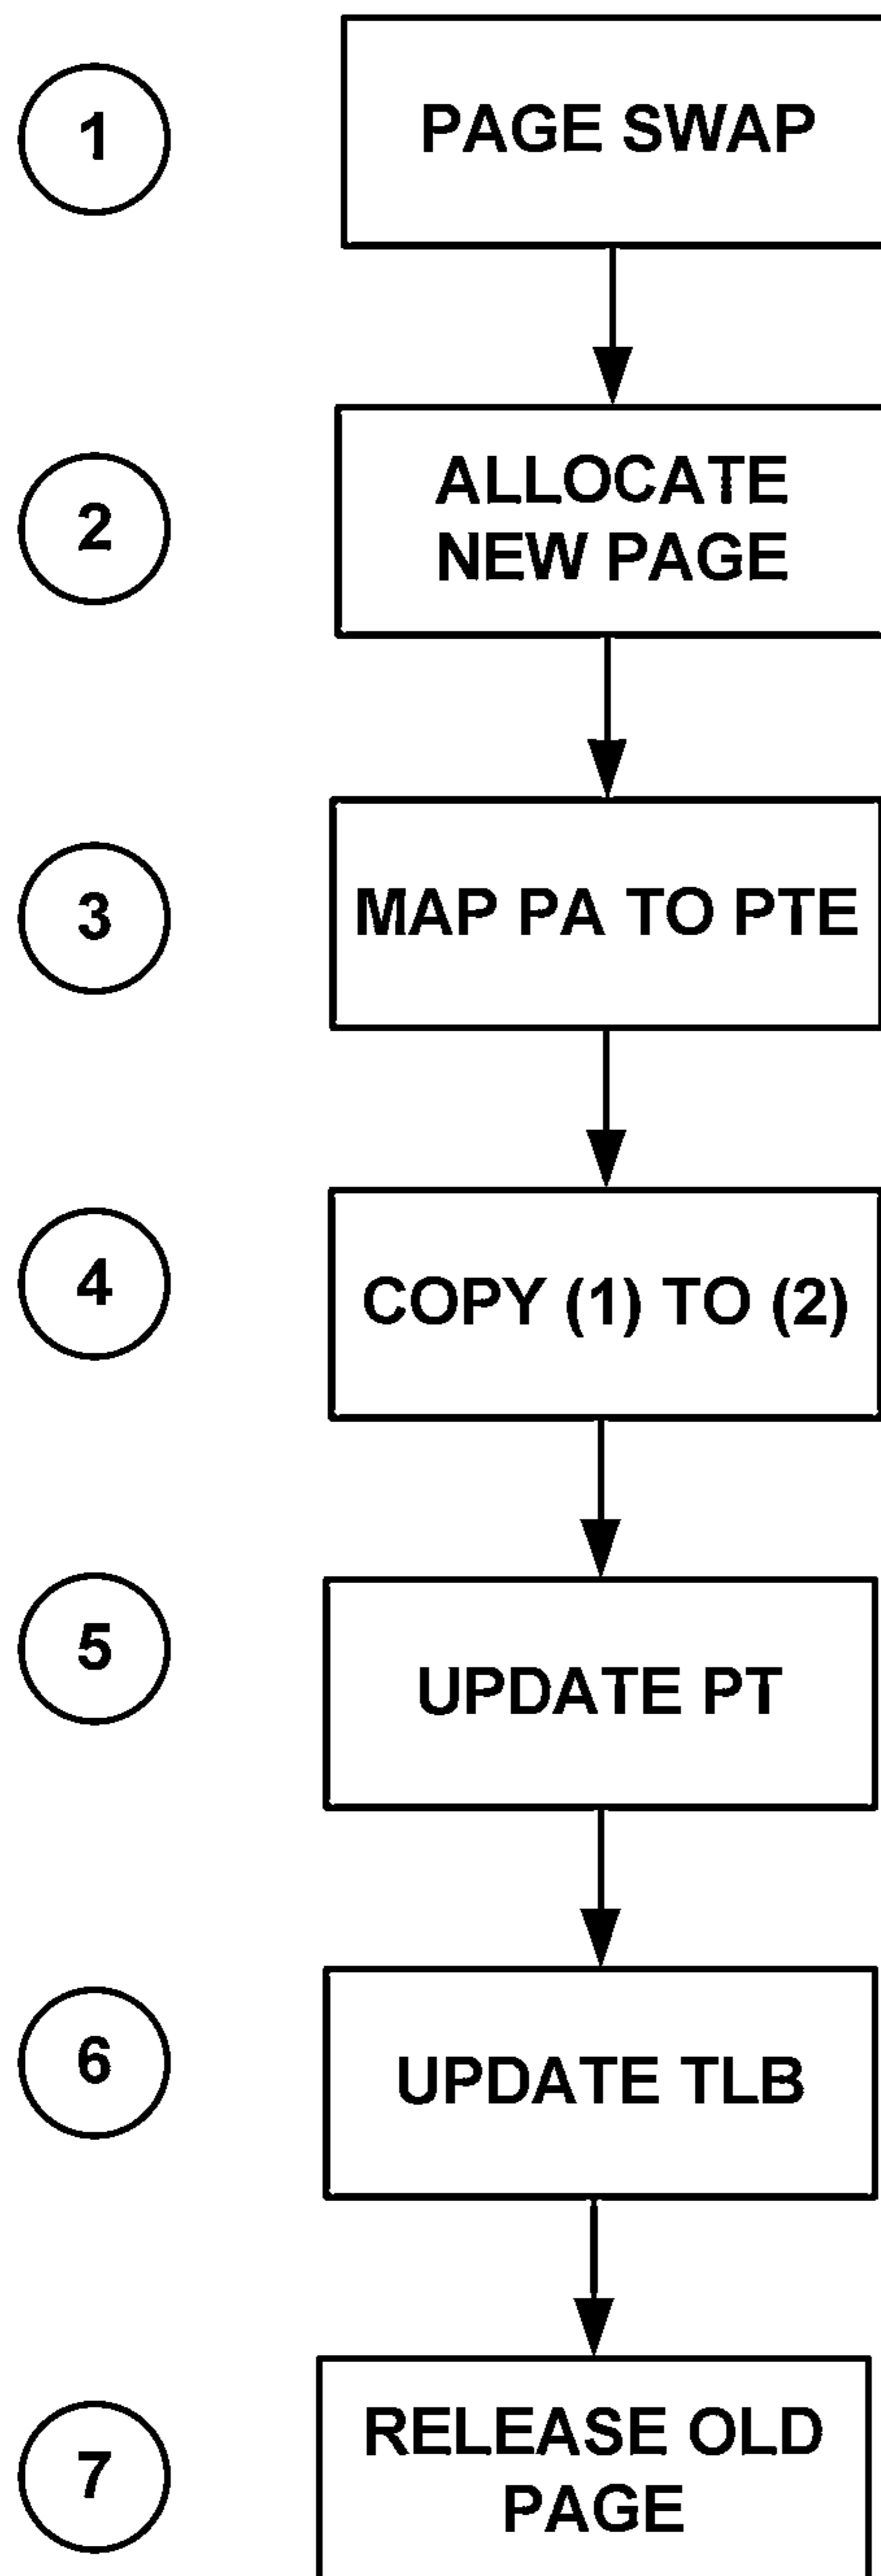 1
PAGE SWAP
2
ALLOCATE
NEW PAGE
3
MAP PA TO PTE
4
COPY (1) TO (2)
5
UPDATE PT
6
UPDATE TLB
7
RELEASE OLD
PAGE